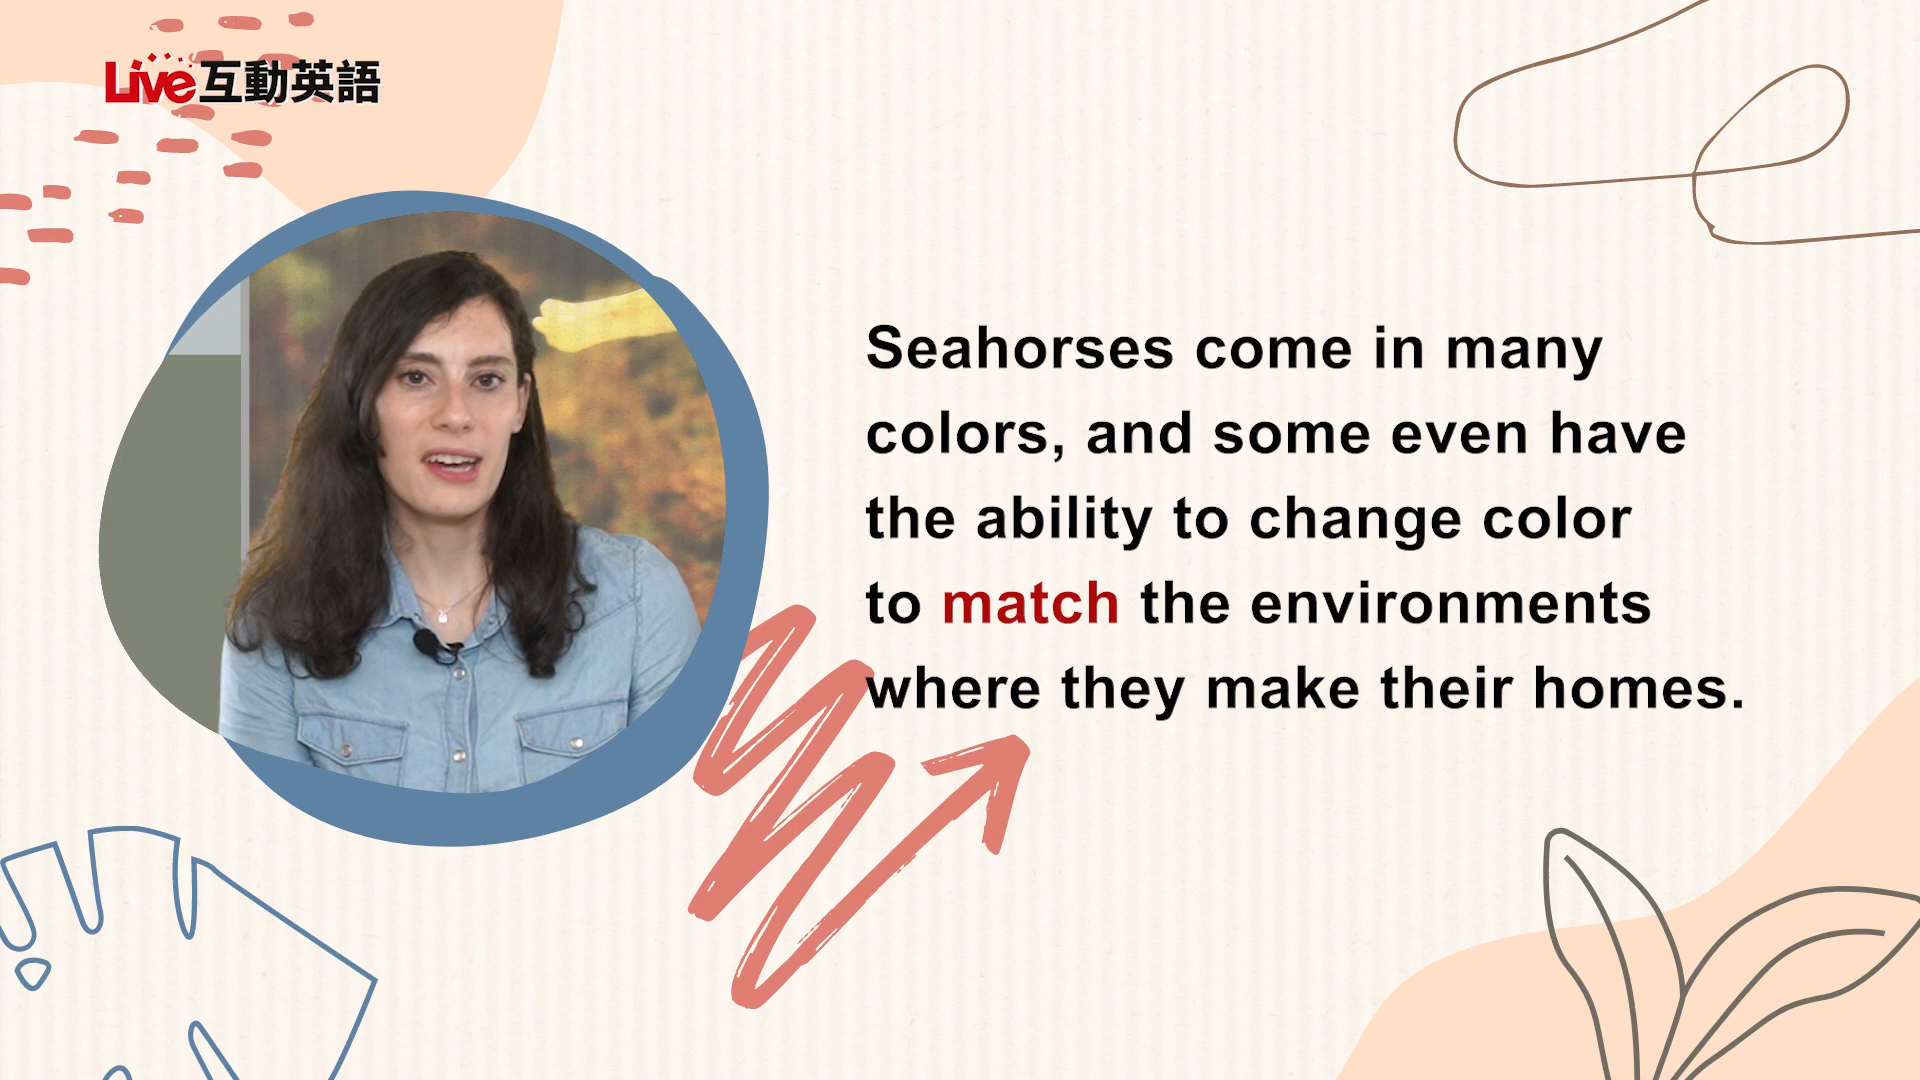 Live互動英語
Seahorses come in many
colors, and some even have
the ability to change color
to match the environments
where they make their homes.